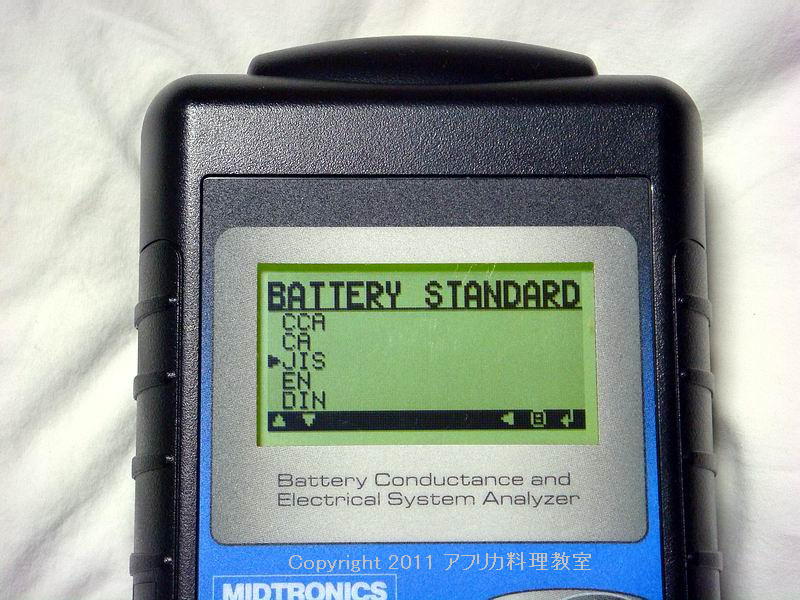 BATTERY STANDARD
CCA
CA
JIS
EN
DIN
Battery Conductance and
Electrical System Analyzer
Copyright 2011 アフリカ料理教室
MIDTRONICS